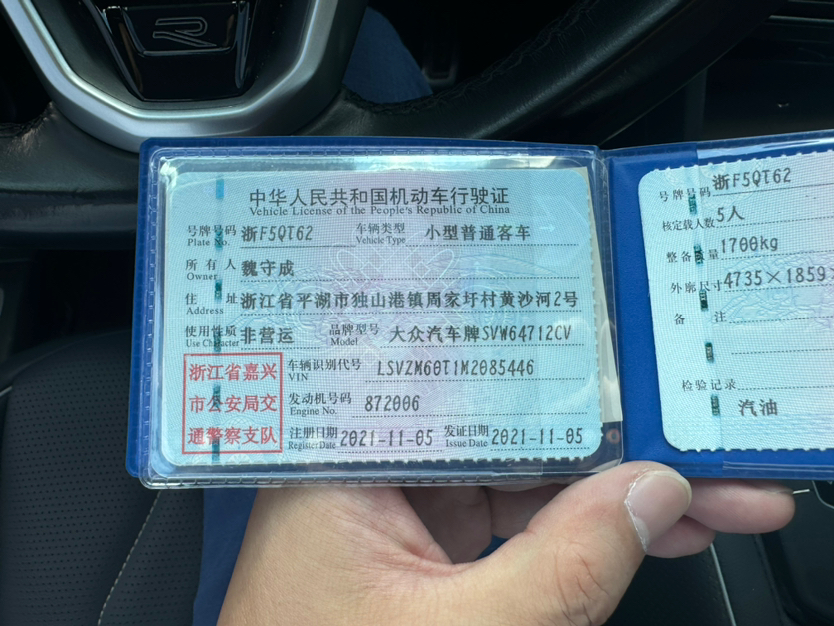 中华人民共和国机动车行驶证
Vehicle License of the People's Republic of China
号牌号码 浙F5QT62 车辆类型 小型普通客车
Plate No. Vehicle Type
所有人 魏守成
Owner
住址 浙江省平湖市独山港镇周家圩村黄沙河2号
Address
使用性质 非营运 品牌型号 大众汽车牌SVW64712CV
Use Character Model
浙江省嘉兴
市公安局交
通警察支队
车辆识别代号 LSVZM60T1M2085446
VIN
发动机号码 872006
Engine No.
注册日期 2021-11-05 发证日期 2021-11-05
Register Date Issue Date
号牌号码 浙F5QT62
核定载人数 5人
整备质量 1700kg
外廓尺寸 4735×1859×
备注
检验记录
汽油
R